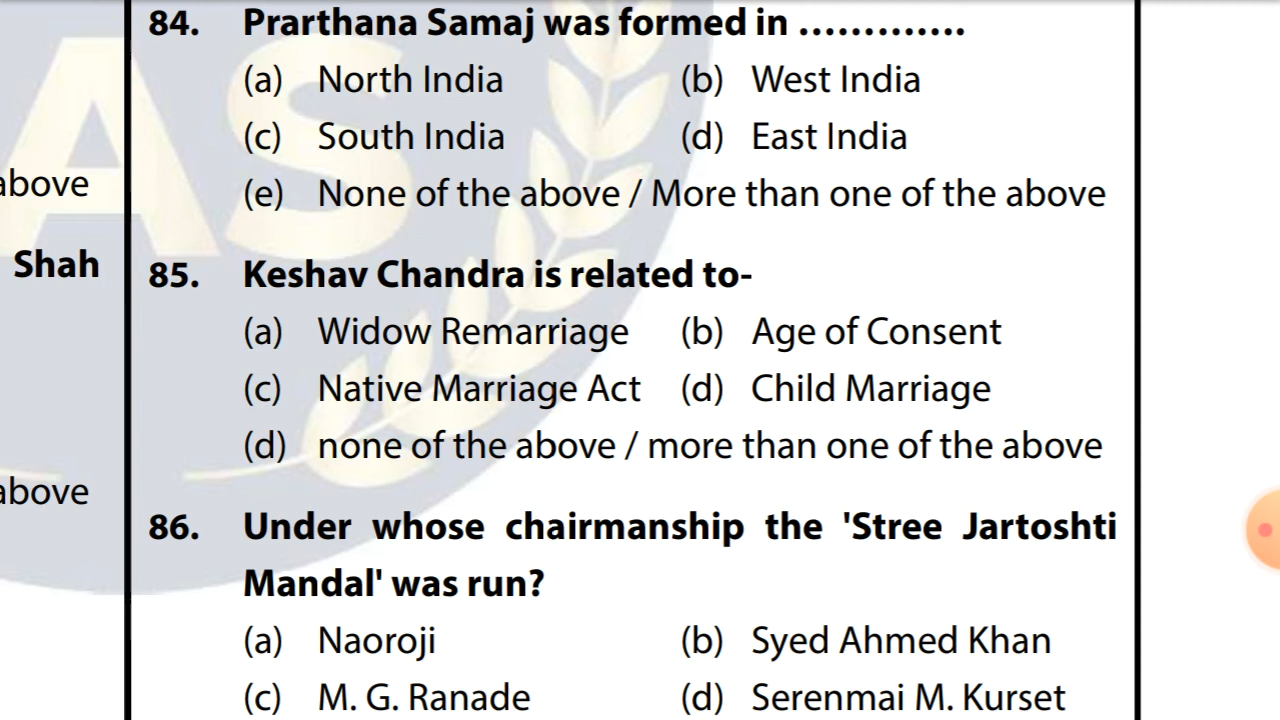 above
Shah
above
84. Prarthana Samaj was formed in .............
(a) North India (b) West India
(c) South India (d) East India
(e) None of the above / More than one of the above
85. Keshav Chandra is related to-
(a) Widow Remarriage (b) Age of Consent
(c) Native Marriage Act (d) Child Marriage
(d) none of the above / more than one of the above
86. Under whose chairmanship the 'Stree Jartoshti
Mandal' was run?
(a) Naoroji (b) Syed Ahmed Khan
(c) M. G. Ranade (d) Serenmai M. Kurset
AS